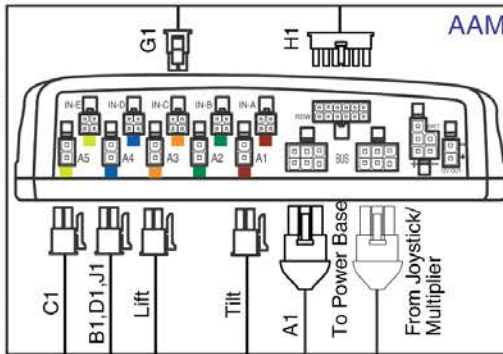 AAM
G1
H1
IN-E
IN-D
IN-C
IN-B
IN-A
A5
A4
A3
A2
A1
BUS
C1
B1,D1,J1
Lift
Tilt
A1
To Power Base
From Joystick/
Multiplier